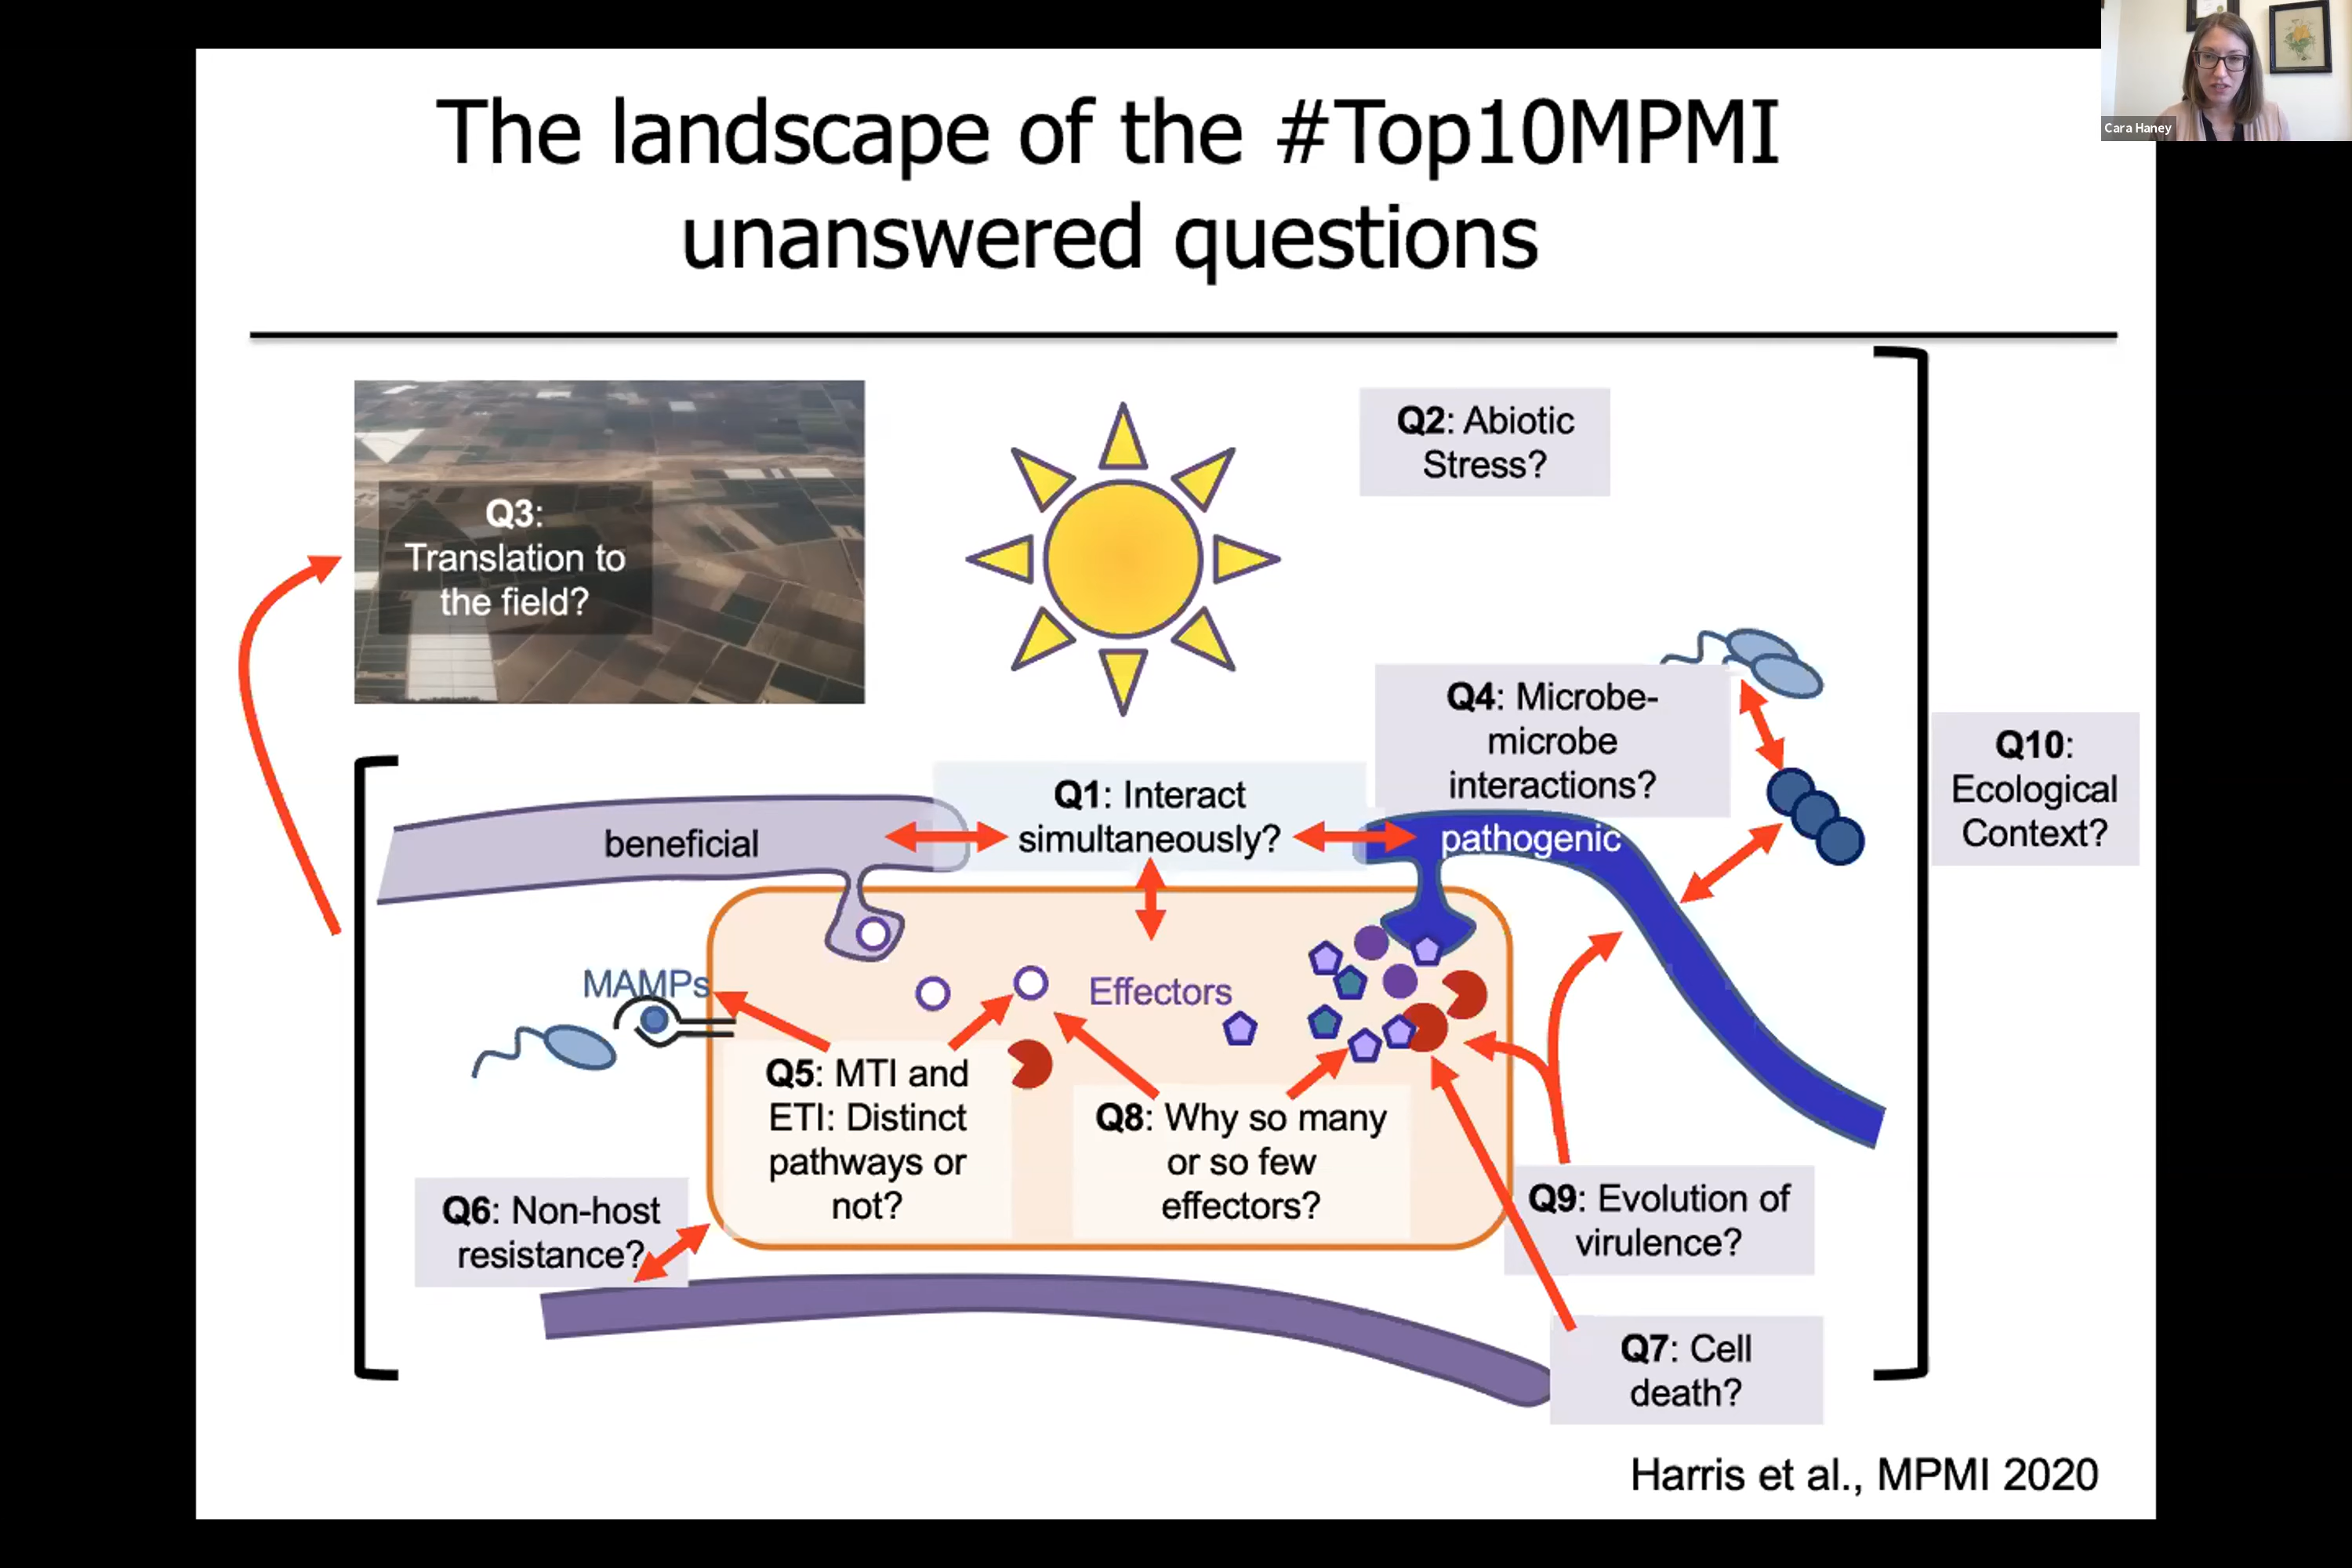 Cara Haney
The landscape of the #Top10MPMI
unanswered questions
Q2: Abiotic
Stress?
Q3:
Translation to
the field?
Q4: Microbe-
microbe
interactions?
Q10:
Ecological
Context?
Q1: Interact
simultaneously?
beneficial
pathogenic
MAMPs
Effectors
Q5: MTI and
ETI: Distinct
pathways or
not?
Q8: Why so many
or so few
effectors?
Q6: Non-host
resistance?
Q9: Evolution of
virulence?
Q7: Cell
death?
Harris et al., MPMI 2020